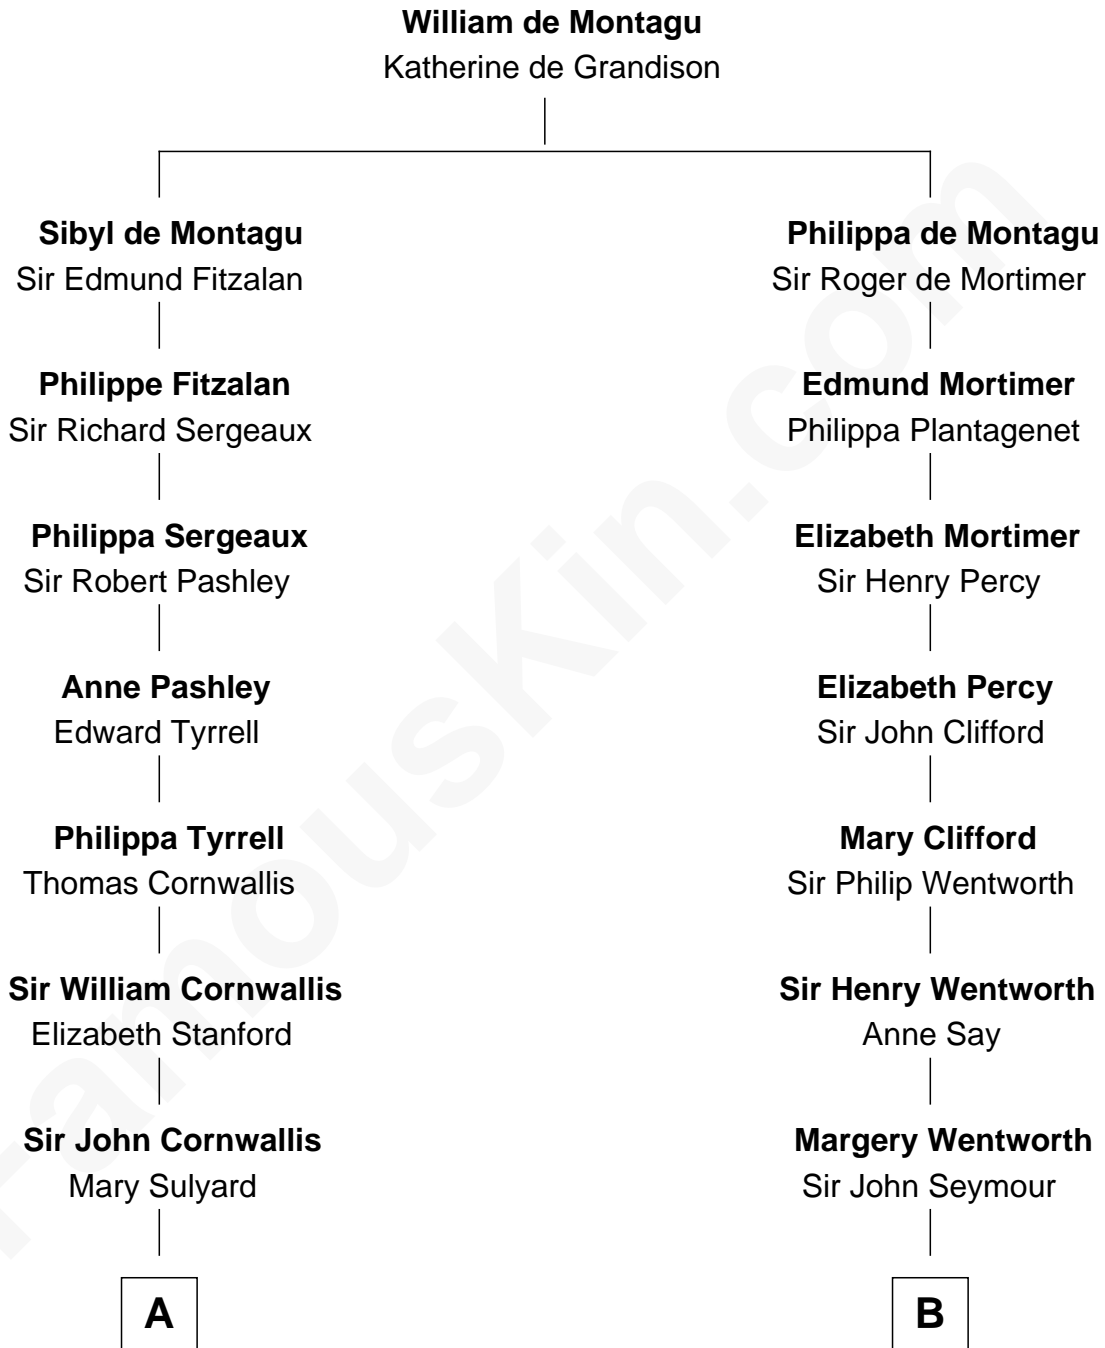 William de Montagu
Katherine de Grandison
Sibyl de Montagu
Sir Edmund Fitzalan
Philippa de Montagu
Sir Roger de Mortimer
Philippe Fitzalan
Sir Richard Sergeaux
Edmund Mortimer
Philippa Plantagenet
Philippa Sergeaux
Sir Robert Pashley
Elizabeth Mortimer
Sir Henry Percy
Anne Pashley
Edward Tyrrell
Elizabeth Percy
Sir John Clifford
Philippa Tyrrell
Thomas Cornwallis
Mary Clifford
Sir Philip Wentworth
Sir William Cornwallis
Elizabeth Stanford
Sir Henry Wentworth
Anne Say
Sir John Cornwallis
Mary Sulyard
Margery Wentworth
Sir John Seymour
A
B
FamousKin.com